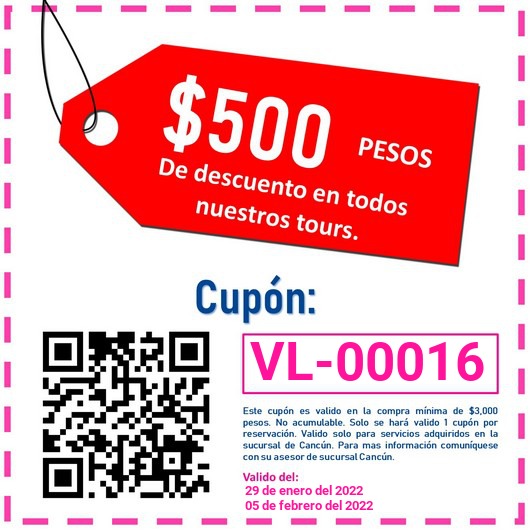 $500 PESOS
De descuento en todos
nuestros tours.
Cupón:
VL-00016
Este cupón es valido en la compra mínima de $3,000
pesos. No acumulable. Solo se hará valido 1 cupón por
reservación. Valido solo para servicios adquiridos en la
sucursal de Cancún. Para mas información comuníquese
con su asesor de sucursal Cancún.
Valido del:
29 de enero del 2022
05 de febrero del 2022